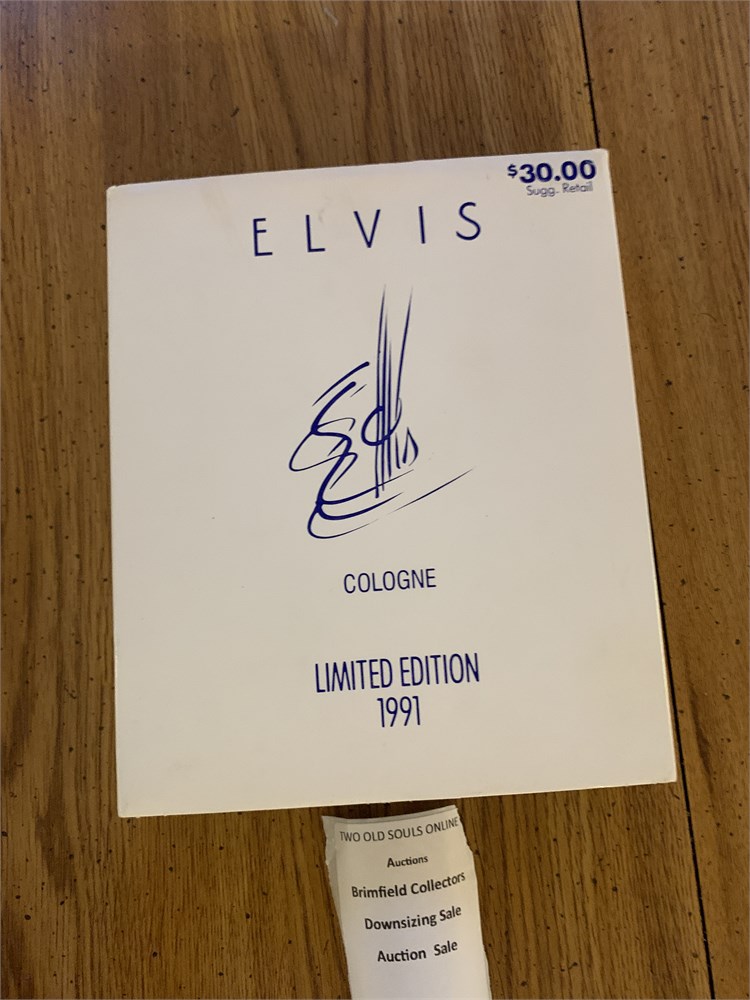 $30.00
Sugg. Retail
ELVIS
Elvis
COLOGNE
LIMITED EDITION
1991
TWO OLD SOULS ONLINE
Auctions
Brimfield Collectors
Downsizing Sale
Auction Sale